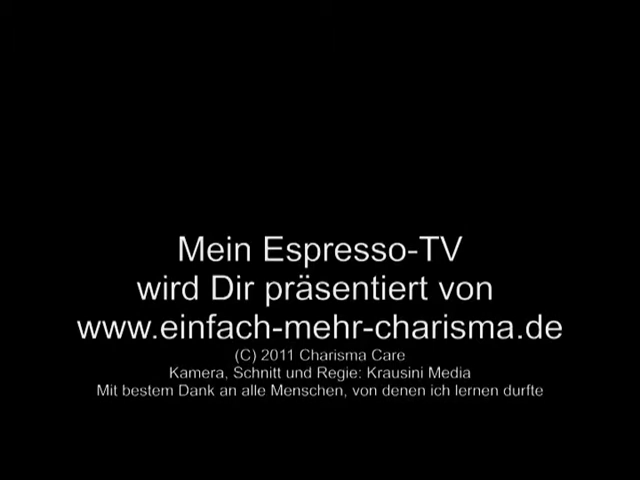 Mein Espresso-TV
wird Dir präsentiert von
www.einfach-mehr-charisma.de
(C) 2011 Charisma Care
Kamera, Schnitt und Regie: Krausini Media
Mit bestem Dank an alle Menschen, von denen ich lernen durfte